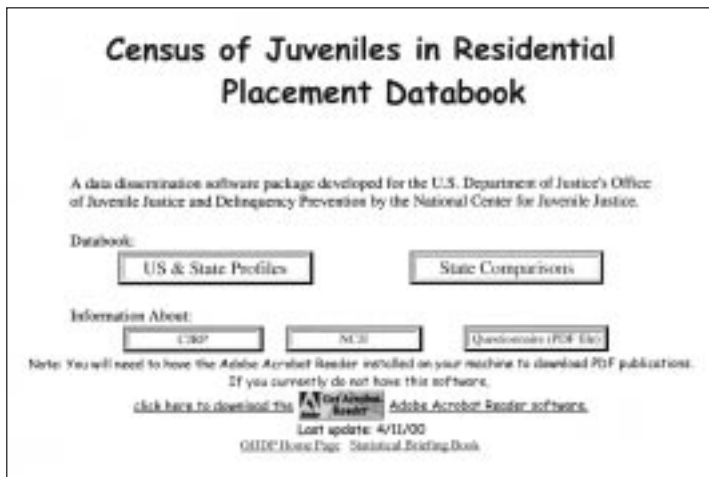 Census of Juveniles in Residential
Placement Databook
A data dissemination software package developed for the U.S. Department of Justice's Office
of Juvenile Justice and Delinquency Prevention by the National Center for Juvenile Justice.
Databook:
US & State Profiles State Comparisons
Information About:
CJRP NCJJ Questionnaire (PDF file)
Note: You will need to have the Adobe Acrobat Reader installed on your machine to download PDF publications.
If you currently do not have this software,
click here to download the Get Acrobat Reader Adobe Acrobat Reader software.
Last update: 4/11/00
OJJDP Home Page Statistical Briefing Book